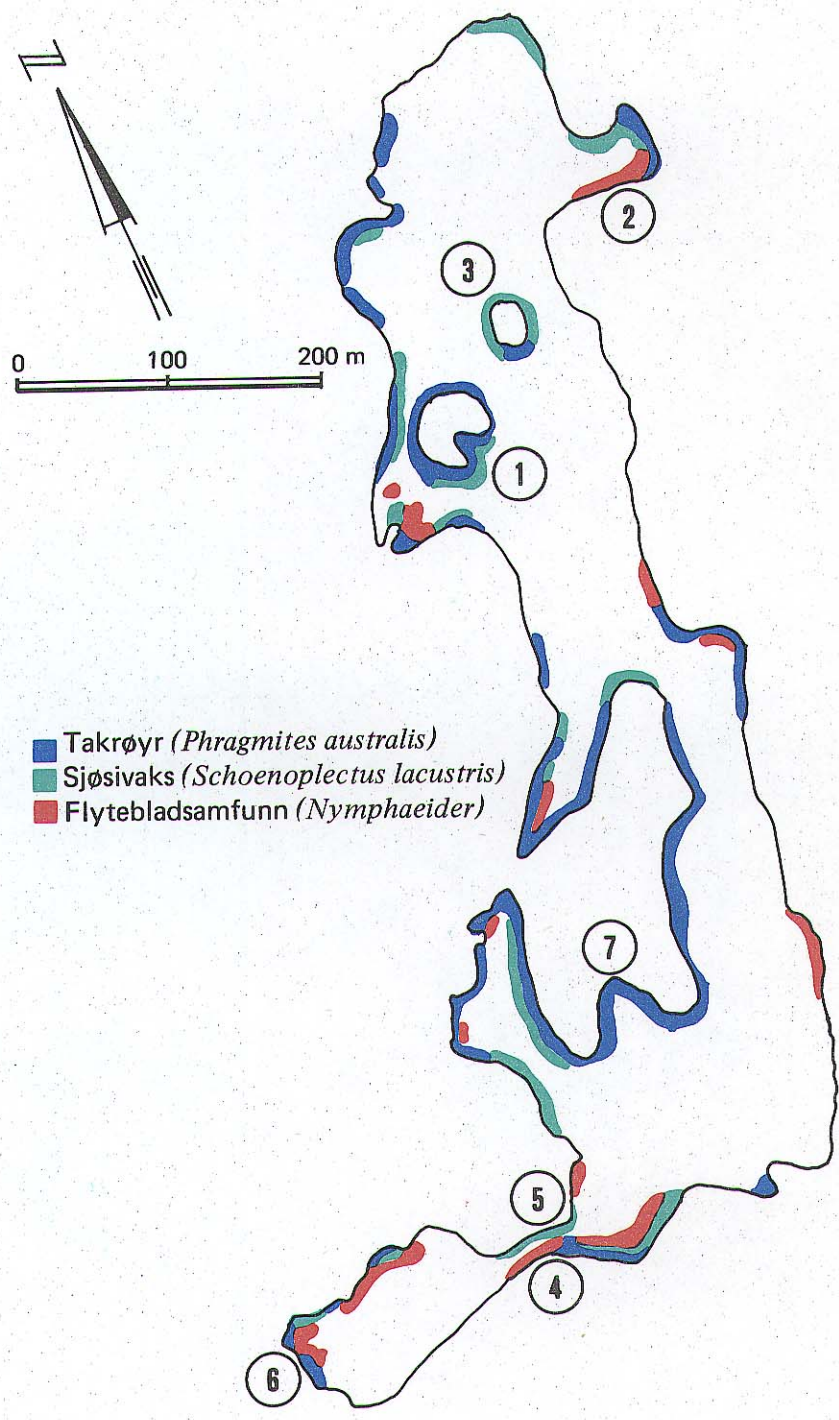 N
2
3
0 100 200 m
1
Takrøyr (Phragmites australis)
Sjøsivaks (Schoenoplectus lacustris)
Flytebladsamfunn (Nymphaeider)
7
5
4
6